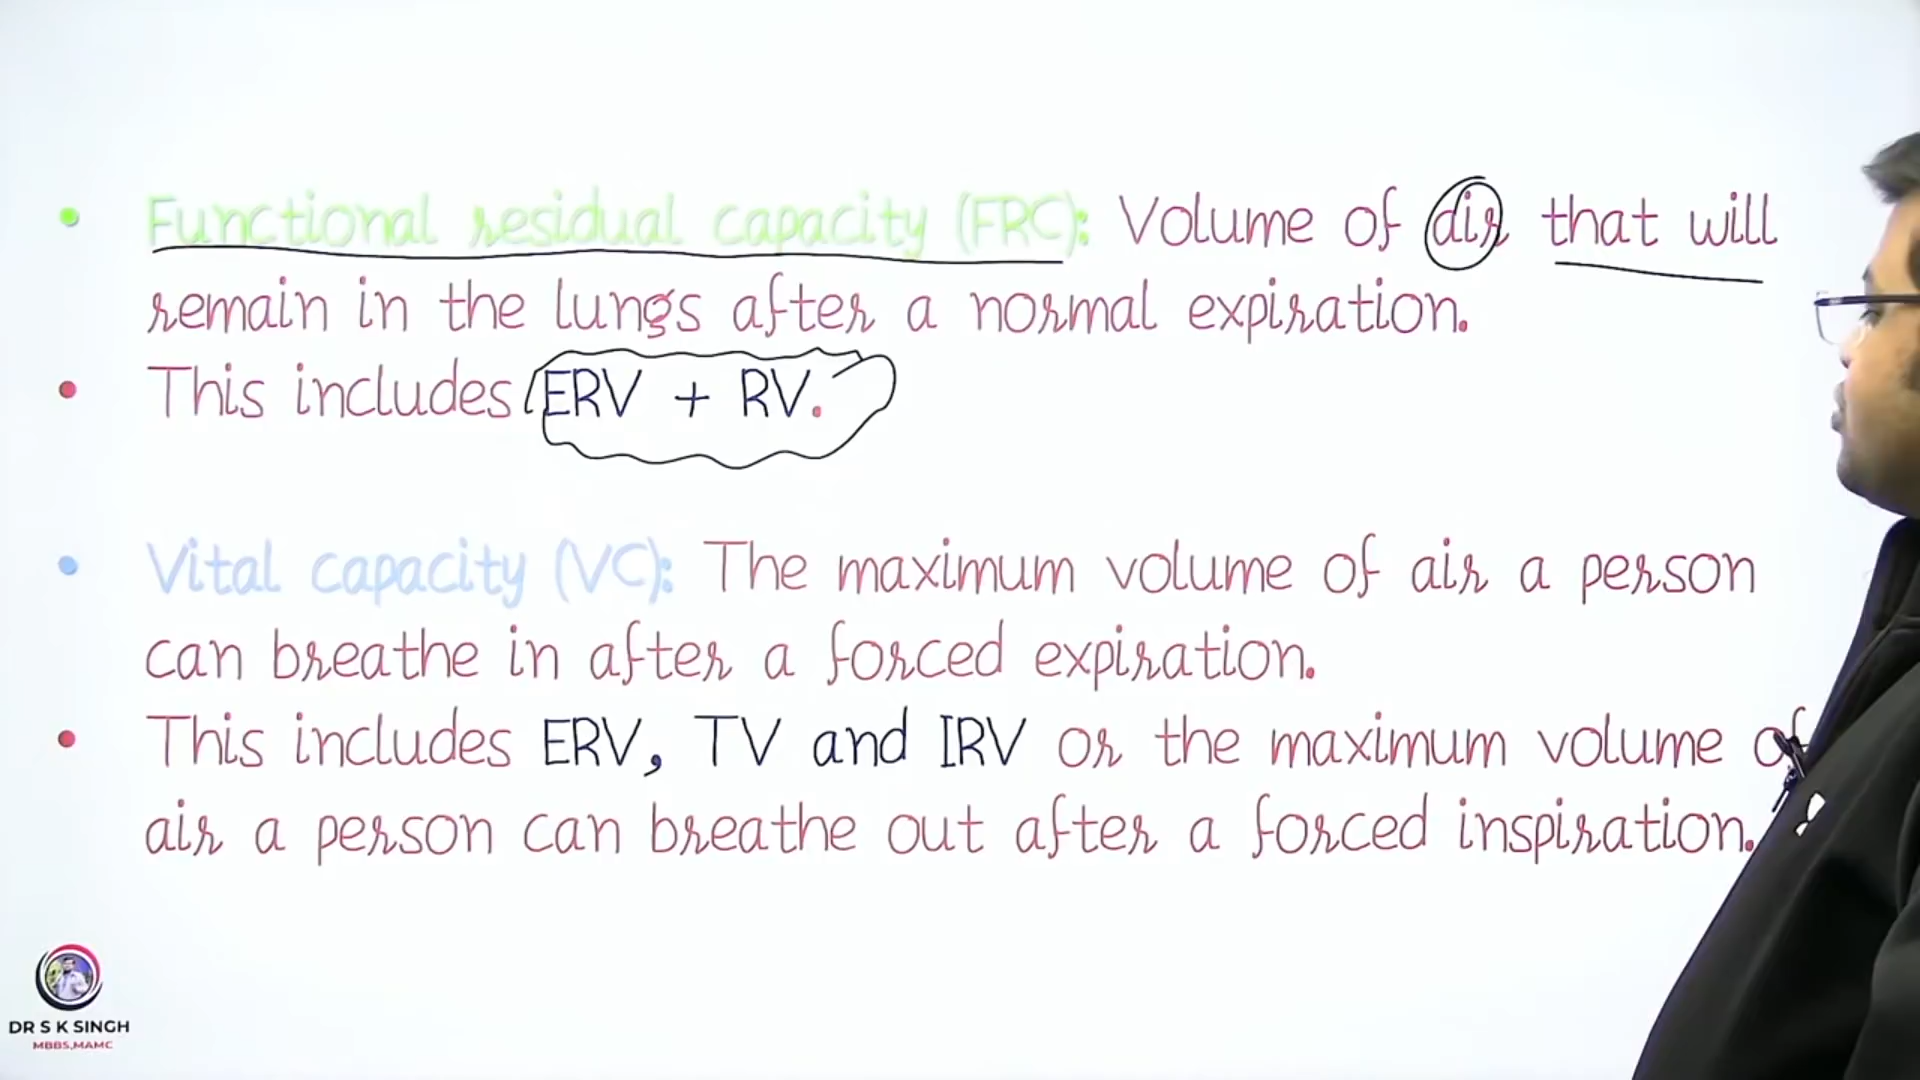 • Functional residual capacity (FRC): Volume of air that will
remain in the lungs after a normal expiration.
• This includes ERV + RV.
• Vital capacity (VC): The maximum volume of air a person
can breathe in after a forced expiration.
• This includes ERV, TV and IRV or the maximum volume of
air a person can breathe out after a forced inspiration.
DR S K SINGH
MBBS,MAMC